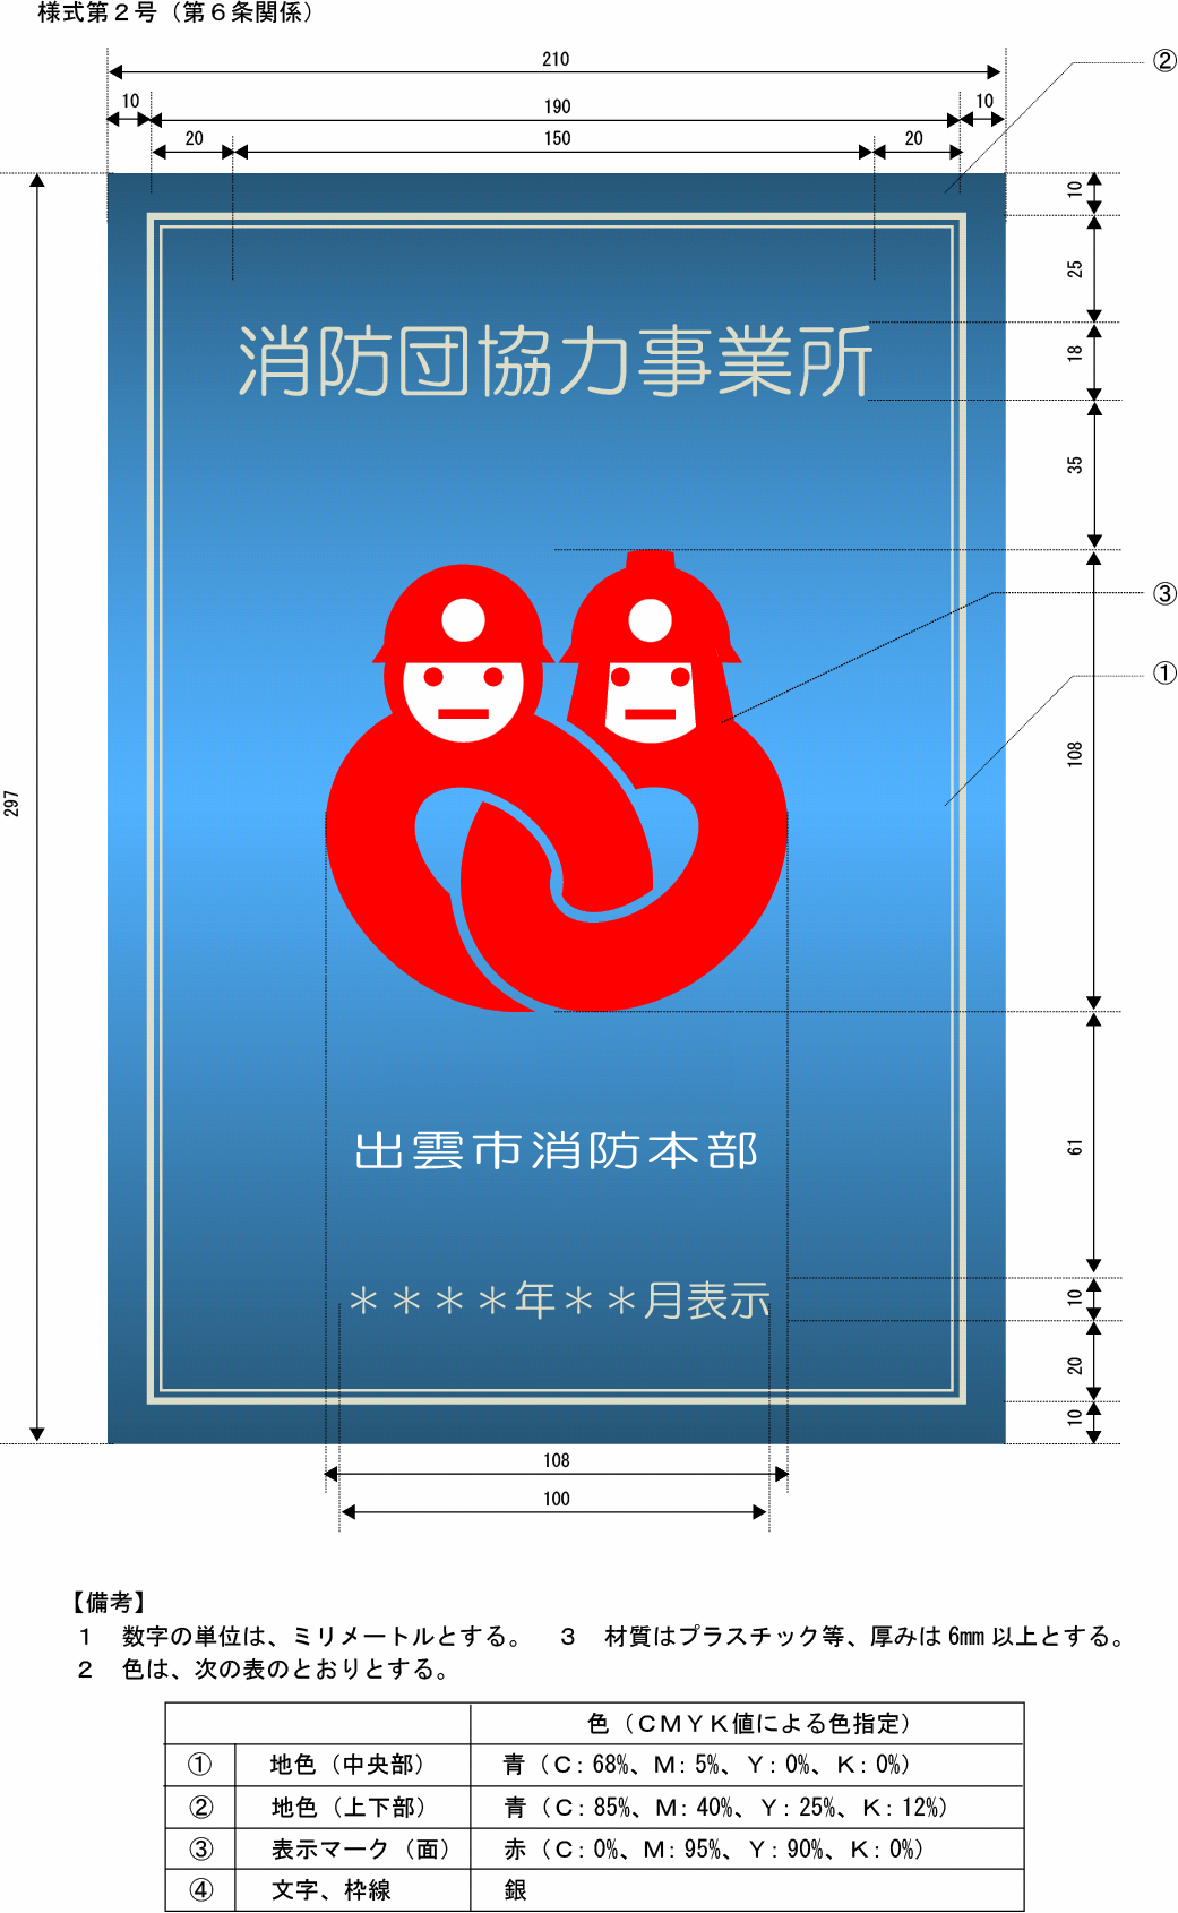 様式第２号（第６条関係）
210
②
10 190 10
20 150 20
10
25
消防団協力事業所
18
35
③
①
108
297
出雲市消防本部
61
＊＊＊＊年＊＊月表示
10
20
10
108
100
【備考】
１　数字の単位は、ミリメートルとする。　３　材質はプラスチック等、厚みは 6㎜ 以上とする。
２　色は、次の表のとおりとする。
色（ＣＭＹＫ値による色指定）
① 地色（中央部） 青（Ｃ: 68%、Ｍ: 5%、Ｙ: 0%、Ｋ: 0%）
② 地色（上下部） 青（Ｃ: 85%、Ｍ: 40%、Ｙ: 25%、Ｋ: 12%）
③ 表示マーク（面） 赤（Ｃ: 0%、Ｍ: 95%、Ｙ: 90%、Ｋ: 0%）
④ 文字、枠線 銀